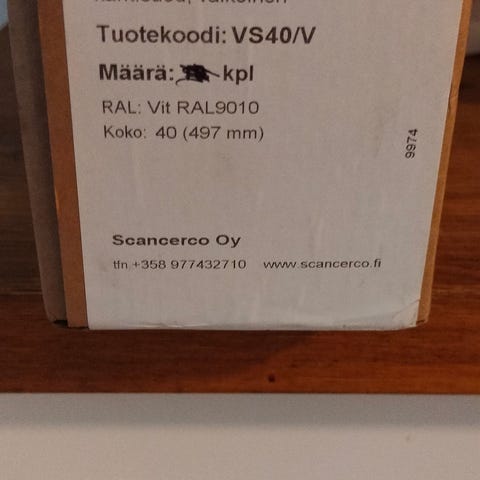 Tuotekoodi: VS40/V
Määrä: kpl
RAL: Vit RAL9010
Koko: 40 (497 mm)
9974
Scancerco Oy
tfn.+358 977432710 www.scancerco.fi